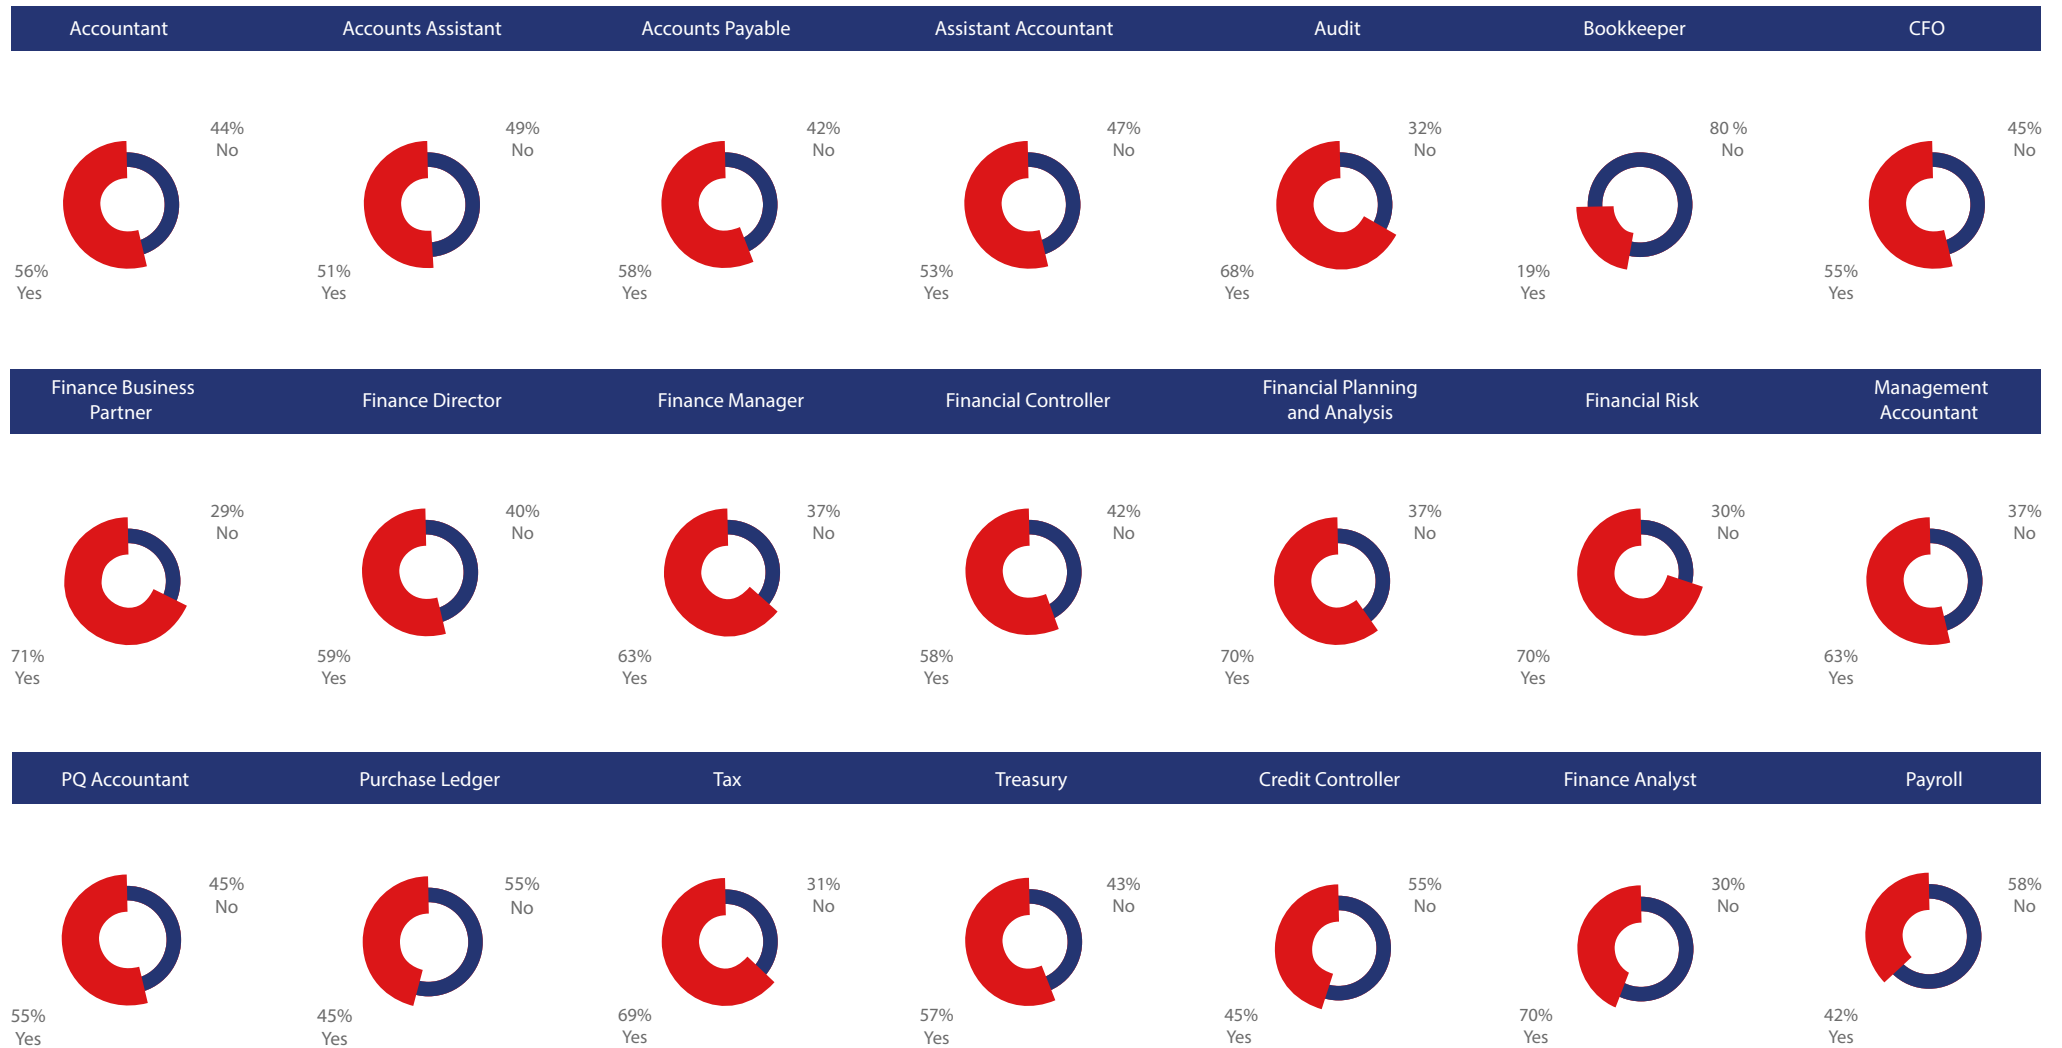 Accountant
Accounts Assistant
Accounts Payable
Assistant Accountant
Audit
Bookkeeper
CFO
44%
No
56%
Yes
49%
No
51%
Yes
42%
No
58%
Yes
47%
No
53%
Yes
32%
No
68%
Yes
80 %
No
19%
Yes
45%
No
55%
Yes
Finance Business
Partner
Finance Director
Finance Manager
Financial Controller
Financial Planning
and Analysis
Financial Risk
Management
Accountant
29%
No
71%
Yes
40%
No
59%
Yes
37%
No
63%
Yes
42%
No
58%
Yes
37%
No
70%
Yes
30%
No
70%
Yes
37%
No
63%
Yes
PQ Accountant
Purchase Ledger
Tax
Treasury
Credit Controller
Finance Analyst
Payroll
45%
No
55%
Yes
55%
No
45%
Yes
31%
No
69%
Yes
43%
No
57%
Yes
55%
No
45%
Yes
30%
No
70%
Yes
58%
No
42%
Yes